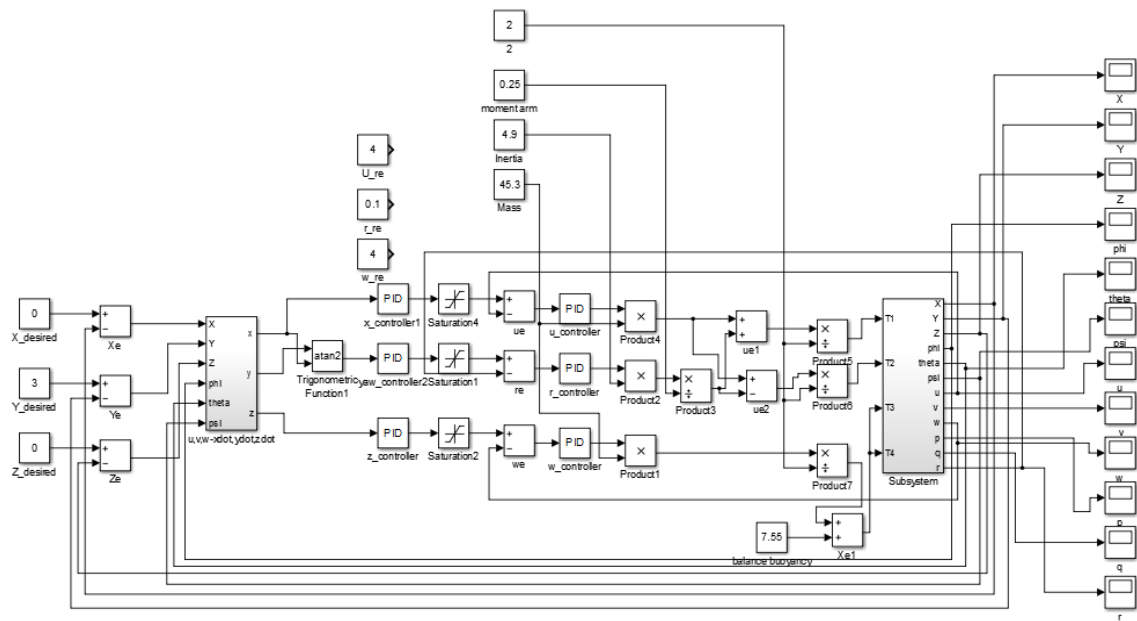 2
2
0.25
moment arm
4.9
Inertia
45.3
Mass
4
U_re
0.1
r_re
4
w_re
0
X_desired
3
Y_desired
0
Z_desired
+
−
Xe
+
−
Ye
+
−
Ze
X
Y
Z
phi
theta
psi
x
y
z
u,v,w-xdot,ydot,zdot
atan2
Trigonometric
Function1
PID
x_controller1
Saturation4
PID
yaw_controller2
Saturation1
PID
z_controller
Saturation2
+
−
ue
+
−
re
+
−
we
PID
u_controller
PID
r_controller
PID
w_controller
×
Product4
×
Product2
×
÷
Product3
×
Product1
+
+
ue1
+
−
ue2
×
÷
Product5
×
÷
Product6
×
÷
Product7
7.55
balance buoyancy
+
+
Xe1
T1
T2
T3
T4
X
Y
Z
phi
theta
psi
u
v
w
p
q
r
Subsystem
X
Y
Z
phi
theta
psi
u
v
w
p
q
r